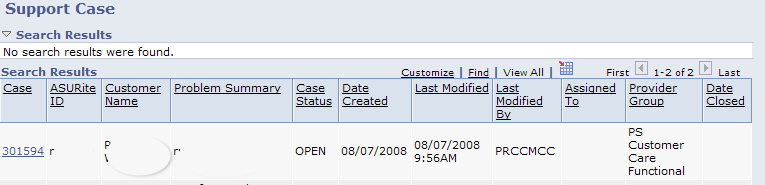 Support Case
Search Results
No search results were found.
Search Results Customize | Find | View All | First 1-2 of 2 Last
Case ASURite ID Customer Name Problem Summary Case Status Date Created Last Modified Last Modified By Assigned To Provider Group Date Closed
301594 OPEN 08/07/2008 08/07/2008 9:56AM PRCCMCC PS Customer Care Functional